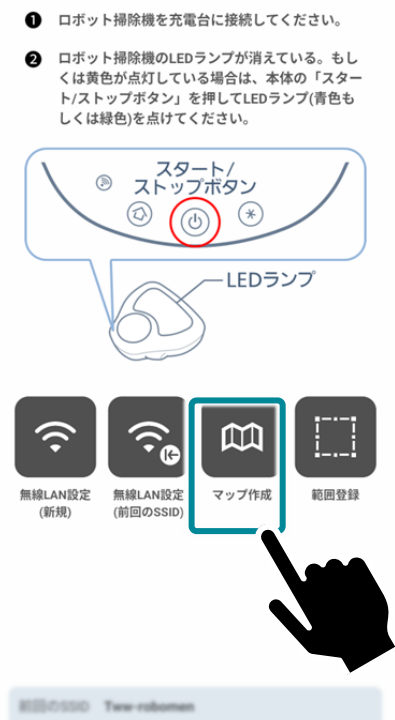 ❶ ロボット掃除機を充電台に接続してください。
❷ ロボット掃除機のLEDランプが消えている。もし
くは黄色が点灯している場合は、本体の「スター
ト/ストップボタン」を押してLEDランプ(青色も
しくは緑色)を点けてください。
スタート/
ストップボタン
LEDランプ
無線LAN設定
(新規)
無線LAN設定
(前回のSSID)
マップ作成
範囲登録
前回のSSID Tww-robomen